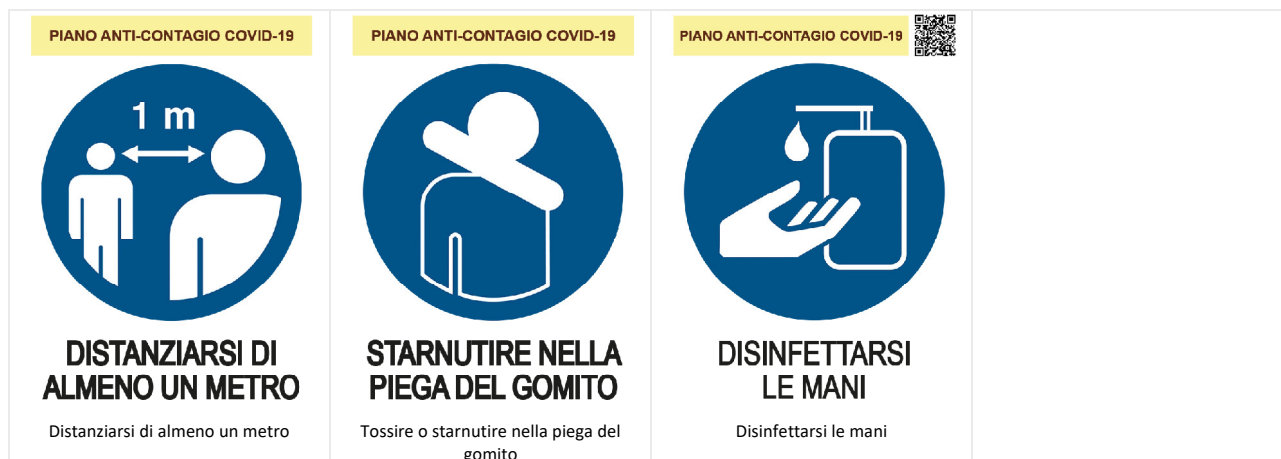 PIANO ANTI-CONTAGIO COVID-19
1 m
DISTANZIARSI DI
ALMENO UN METRO
Distanziarsi di almeno un metro
PIANO ANTI-CONTAGIO COVID-19
STARNUTIRE NELLA
PIEGA DEL GOMITO
Tossire o starnutire nella piega del
gomito
PIANO ANTI-CONTAGIO COVID-19
DISINFETTARSI
LE MANI
Disinfettarsi le mani